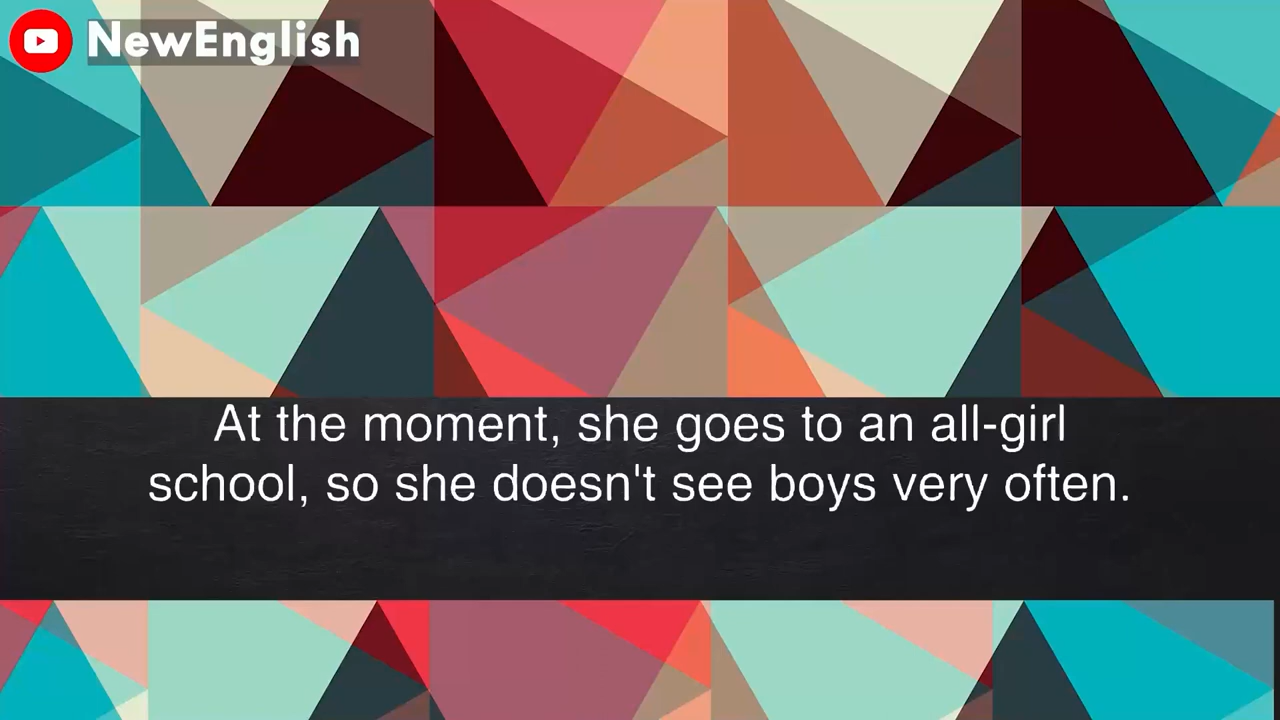 NewEnglish
At the moment, she goes to an all-girl
school, so she doesn't see boys very often.